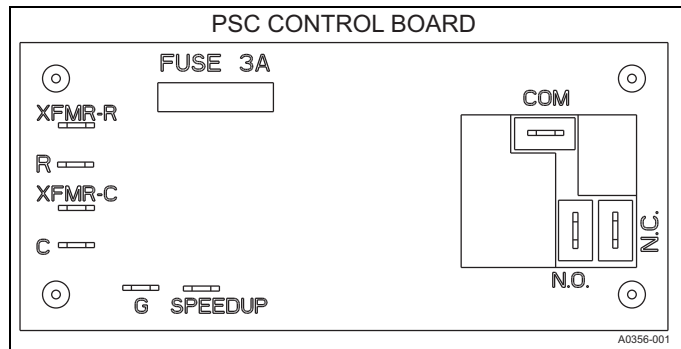 PSC CONTROL BOARD
FUSE 3A
COM
XFMR-R
R
XFMR-C
C
N.C.
N.O.
G SPEEDUP
A0356-001